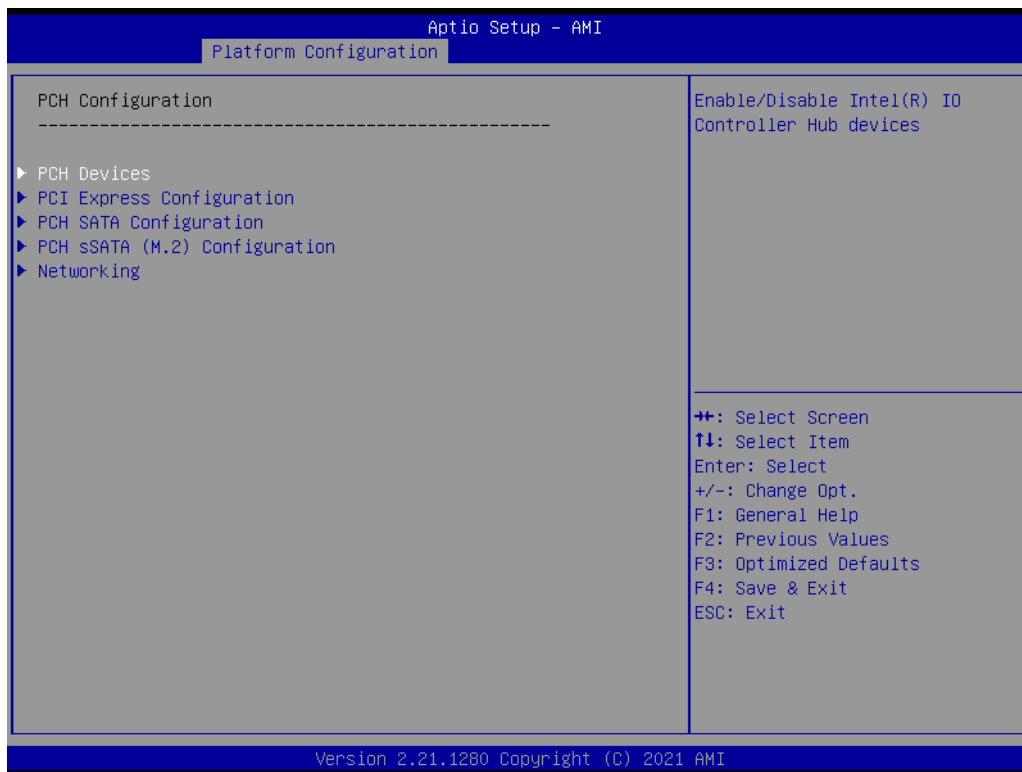 Aptio Setup – AMI
Platform Configuration
PCH Configuration
--------------------------------------------------
▶ PCH Devices
▶ PCI Express Configuration
▶ PCH SATA Configuration
▶ PCH sSATA (M.2) Configuration
▶ Networking
Enable/Disable Intel(R) IO
Controller Hub devices
→←: Select Screen
↑↓: Select Item
Enter: Select
+/-: Change Opt.
F1: General Help
F2: Previous Values
F3: Optimized Defaults
F4: Save & Exit
ESC: Exit
Version 2.21.1280 Copyright (C) 2021 AMI